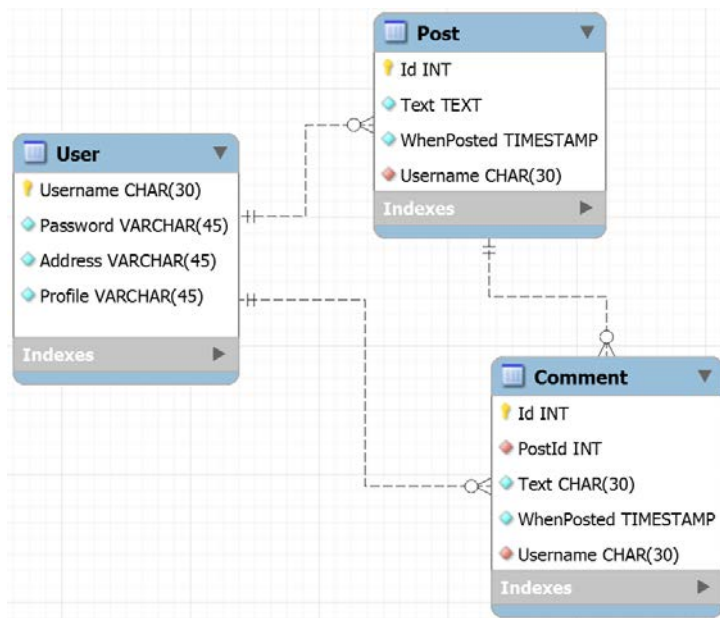 Post
Id INT
Text TEXT
WhenPosted TIMESTAMP
Username CHAR(30)
Indexes
User
Username CHAR(30)
Password VARCHAR(45)
Address VARCHAR(45)
Profile VARCHAR(45)
Indexes
Comment
Id INT
PostId INT
Text CHAR(30)
WhenPosted TIMESTAMP
Username CHAR(30)
Indexes